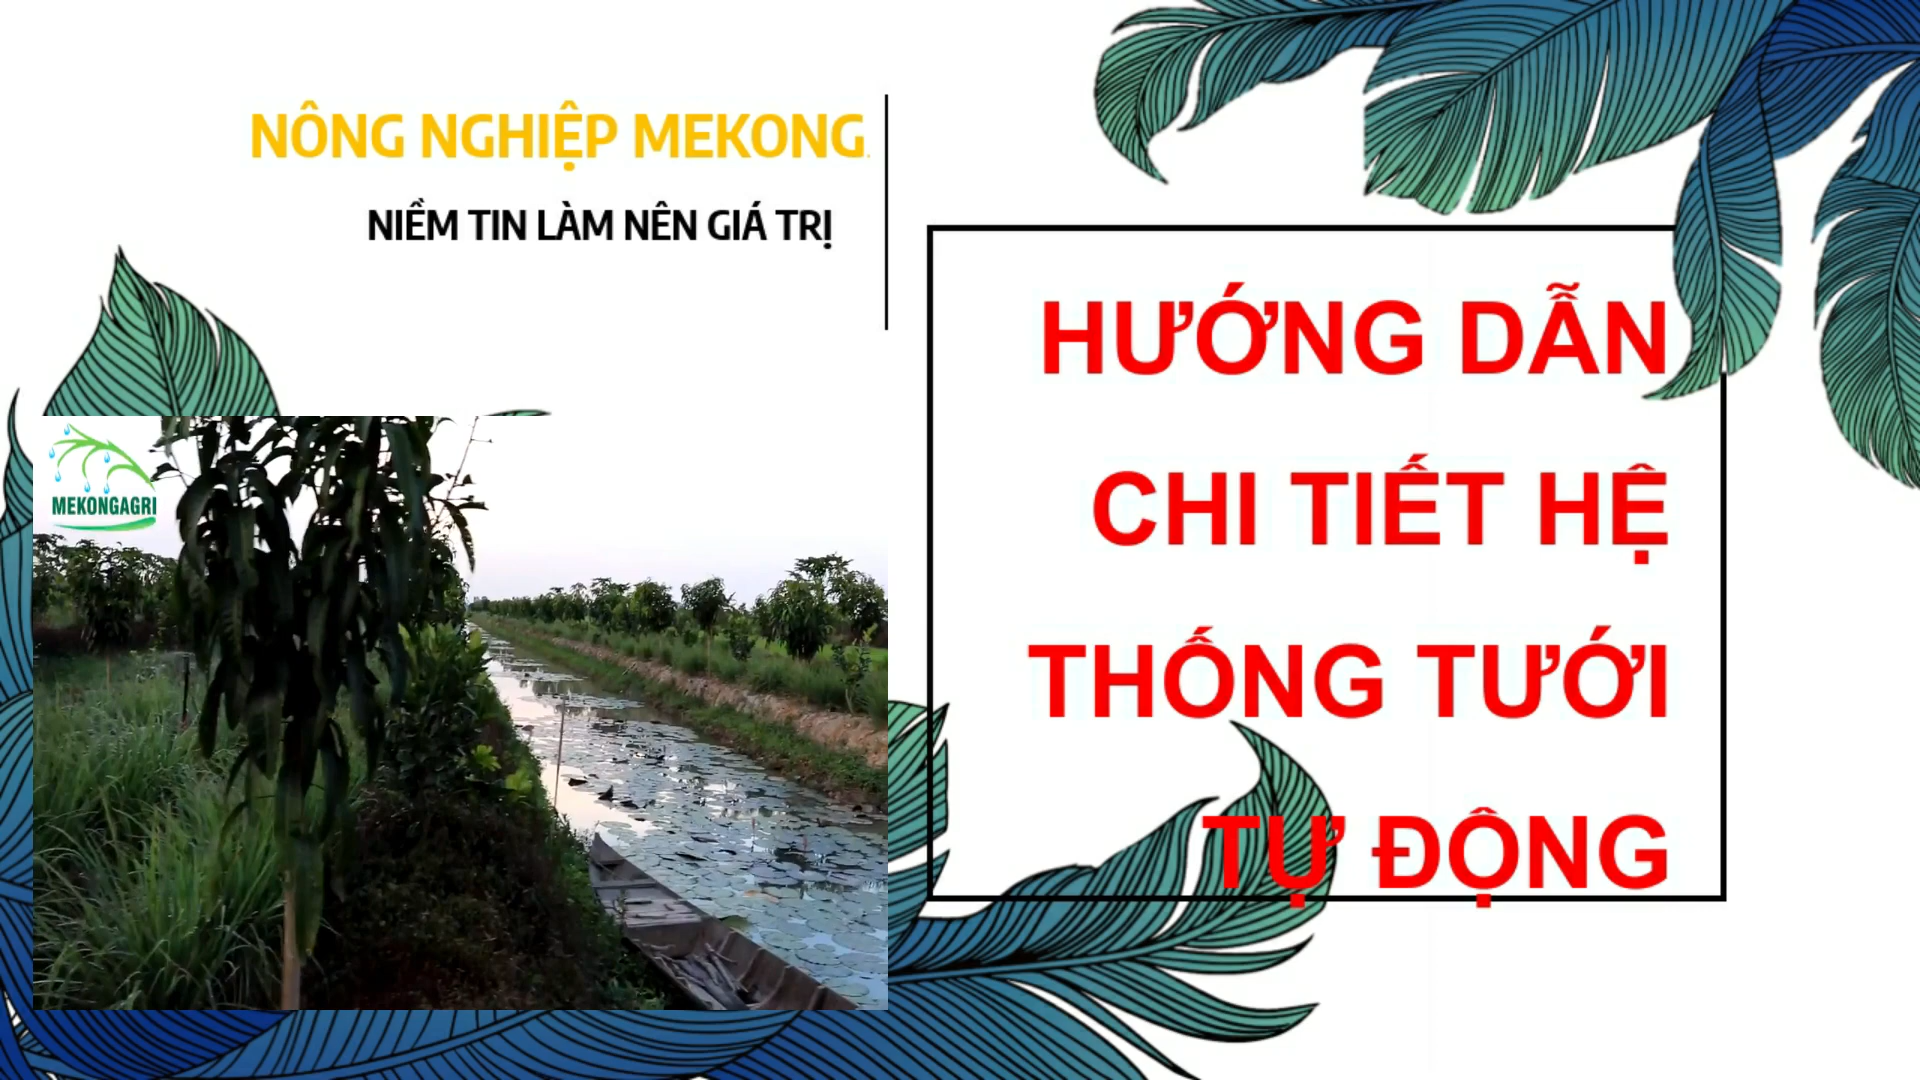 NÔNG NGHIỆP MEKONG.
NIỀM TIN LÀM NÊN GIÁ TRỊ
MEKONGAGRI
HƯỚNG DẪN
CHI TIẾT HỆ
THỐNG TƯỚI
TỰ ĐỘNG